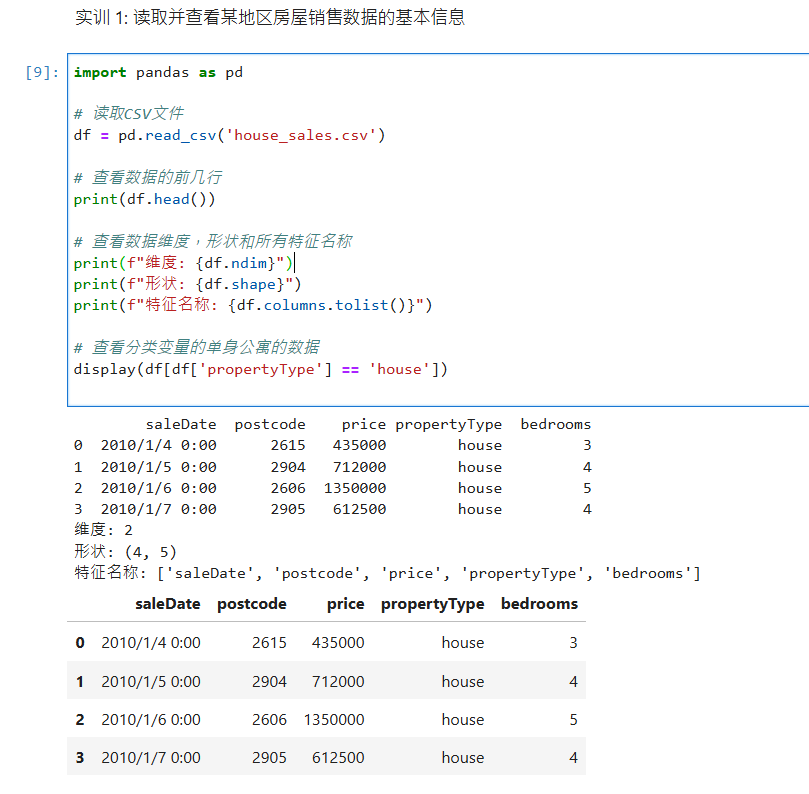 实训 1: 读取并查看某地区房屋销售数据的基本信息
[9]:
import pandas as pd
# 读取CSV文件
df = pd.read_csv('house_sales.csv')
# 查看数据的前几行
print(df.head())
# 查看数据维度，形状和所有特征名称
print(f"维度: {df.ndim}")
print(f"形状: {df.shape}")
print(f"特征名称: {df.columns.tolist()}")
# 查看分类变量的单身公寓的数据
display(df[df['propertyType'] == 'house'])
saleDate postcode price propertyType bedrooms
0 2010/1/4 0:00 2615 435000 house 3
1 2010/1/5 0:00 2904 712000 house 4
2 2010/1/6 0:00 2606 1350000 house 5
3 2010/1/7 0:00 2905 612500 house 4
维度: 2
形状: (4, 5)
特征名称: ['saleDate', 'postcode', 'price', 'propertyType', 'bedrooms']
saleDate postcode price propertyType bedrooms
0 2010/1/4 0:00 2615 435000 house 3
1 2010/1/5 0:00 2904 712000 house 4
2 2010/1/6 0:00 2606 1350000 house 5
3 2010/1/7 0:00 2905 612500 house 4